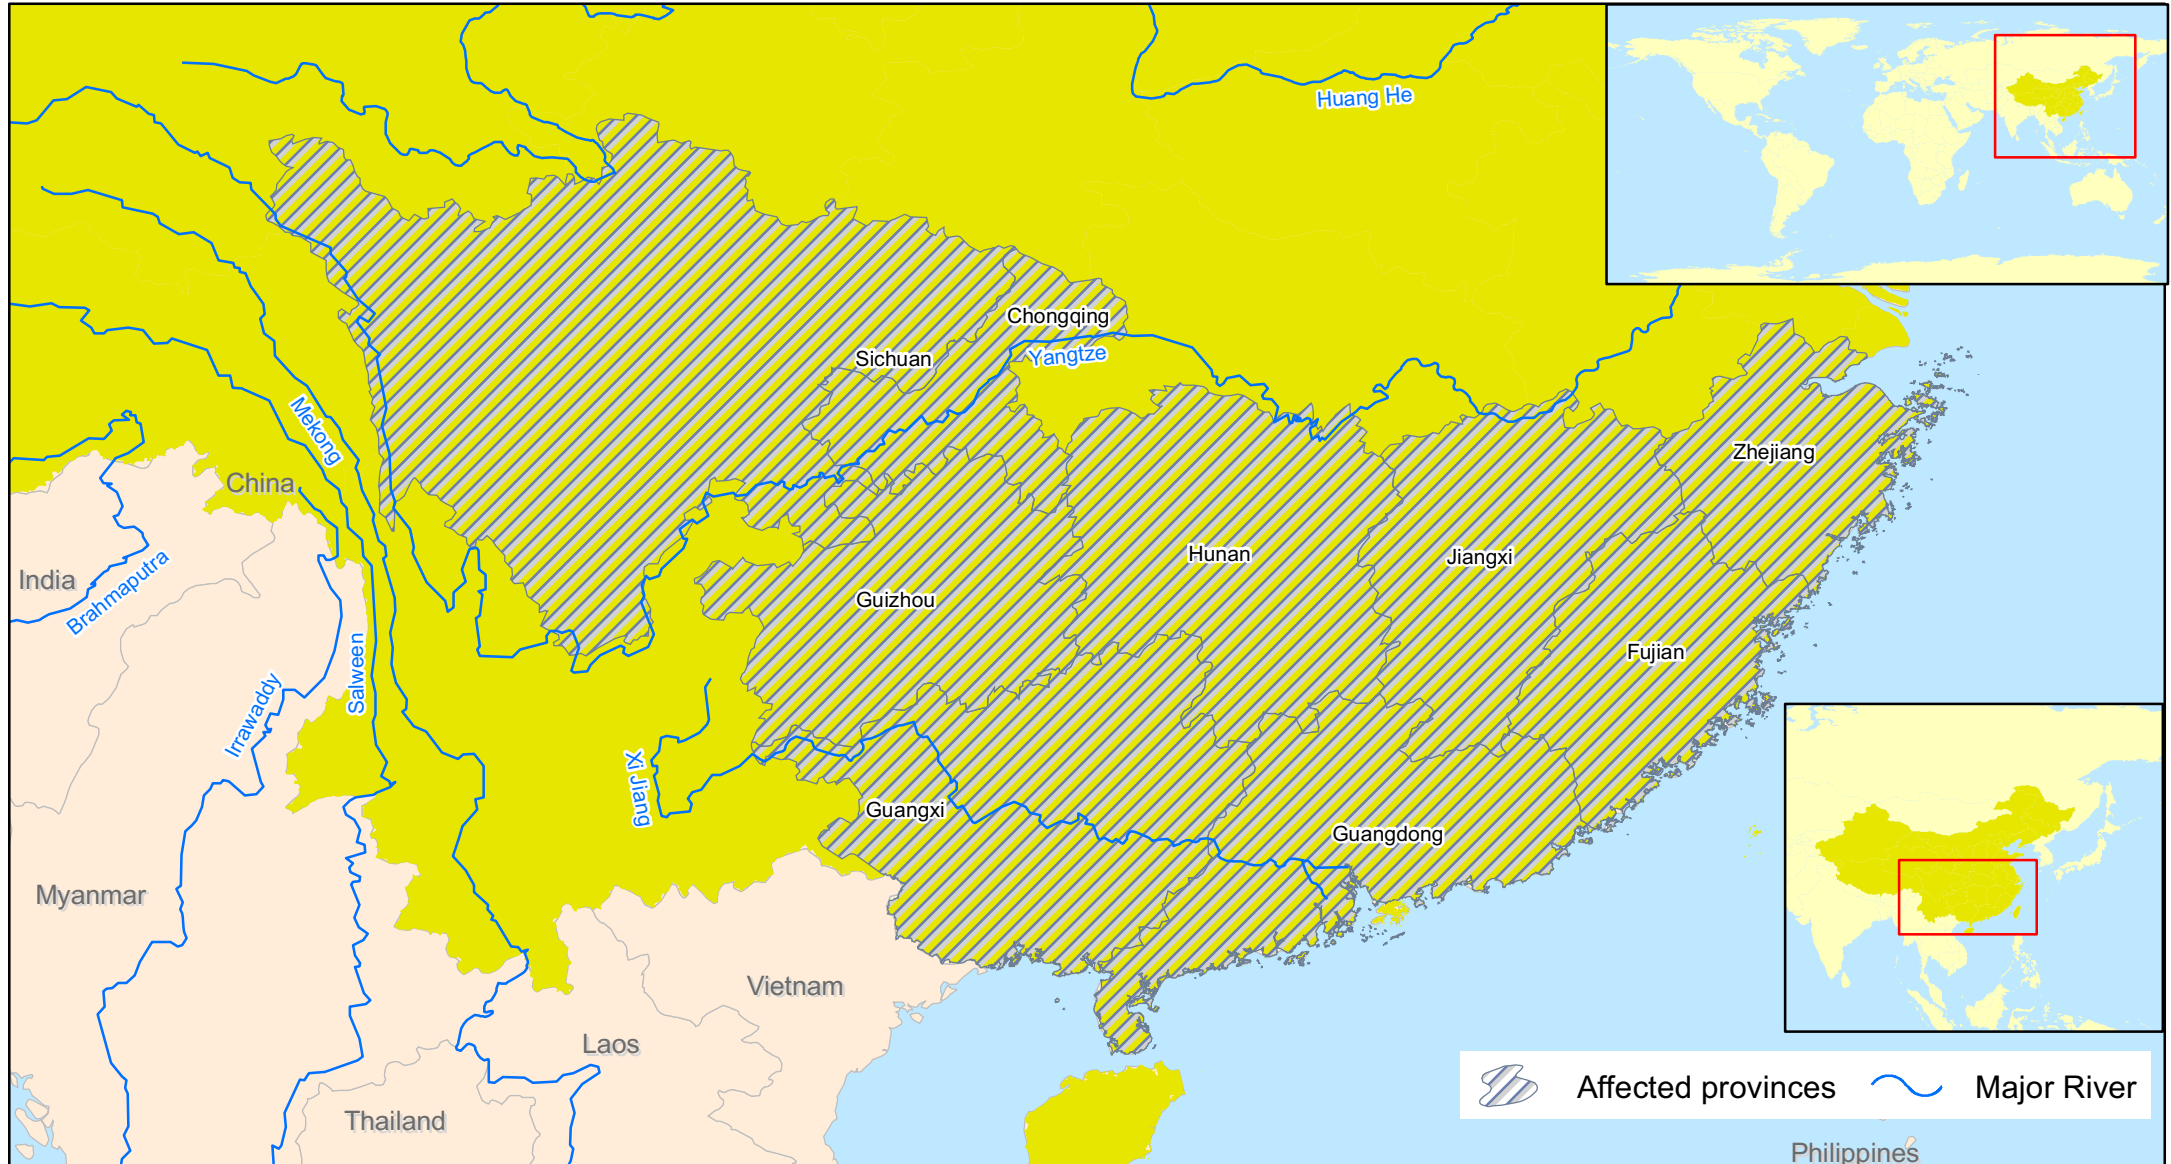 Huang He
Chongqing
Sichuan
Yangtze
Mekong
Zhejiang
China
Hunan
Jiangxi
India
Brahmaputra
Guizhou
Fujian
Salween
Irrawaddy
Xi Jiang
Guangxi
Guangdong
Myanmar
Vietnam
Laos
Affected provinces
Major River
Thailand
Philippines